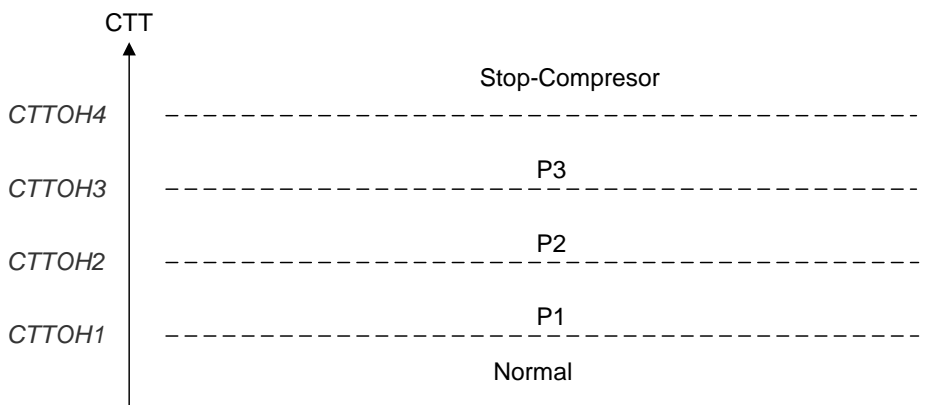 CTT
Stop-Compresor
CTTOH4
P3
CTTOH3
P2
CTTOH2
P1
CTTOH1
Normal